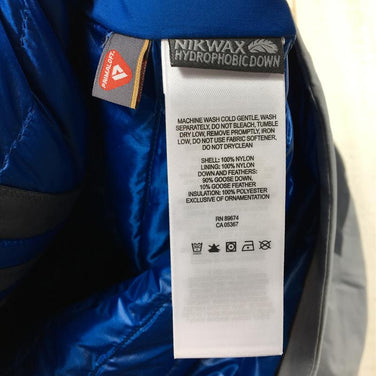 PRIMALOFT
NIKWAX
HYDROPHOBIC DOWN
MACHINE WASH COLD GENTLE, WASH
SEPARATELY, DO NOT BLEACH, TUMBLE
DRY LOW, REMOVE PROMPTLY, IRON
LOW, DO NOT USE FABRIC SOFTENER,
DO NOT DRYCLEAN
SHELL: 100% NYLON
LINING: 100% NYLON
DOWN AND FEATHERS:
90% GOOSE DOWN,
10% GOOSE FEATHER
INSULATION: 100% POLYESTER
EXCLUSIVE OF ORNAMENTATION
RN 89674
CA 05367